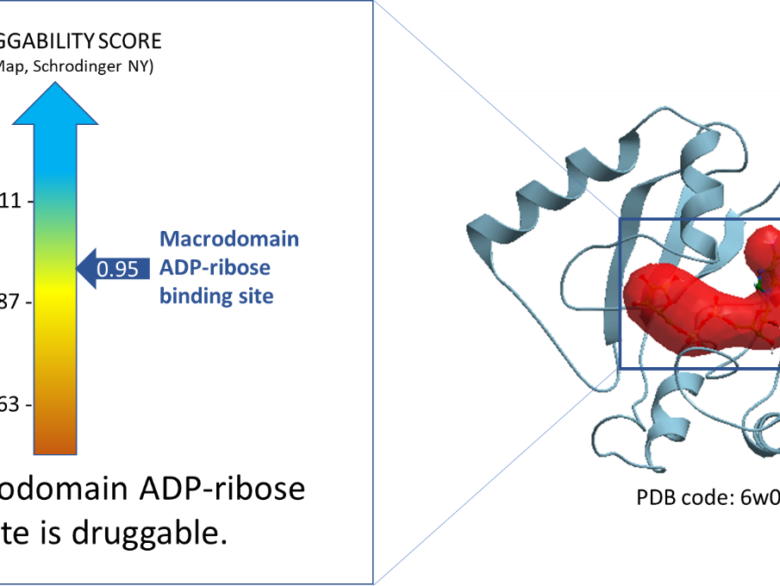 GGABILITY SCORE
Map, Schrodinger NY)
11 -
Macrodomain
0.95 ADP-ribose
binding site
87 -
63 -
odomain ADP-ribose
te is druggable.
PDB code: 6w0